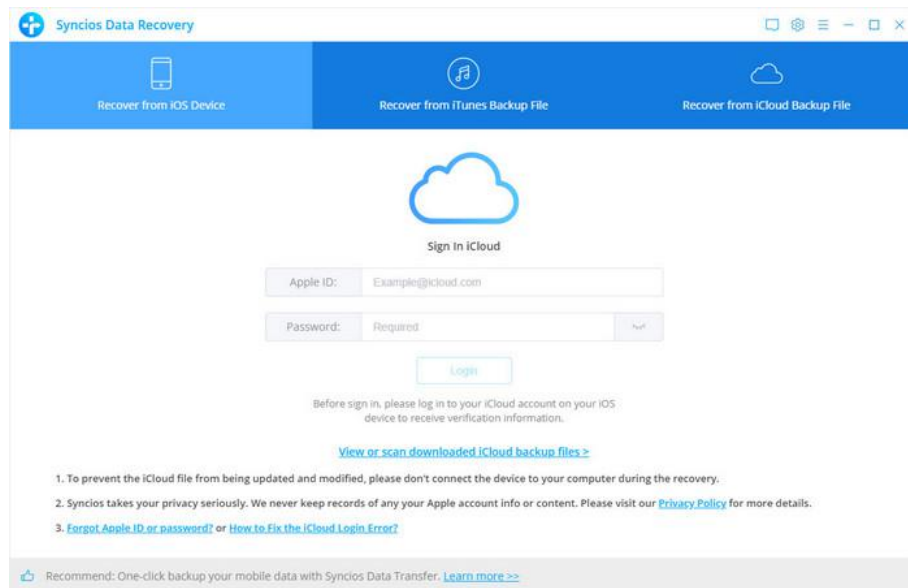 Syncios Data Recovery
Recover from iOS Device
Recover from iTunes Backup File
Recover from iCloud Backup File
Sign In iCloud
Apple ID: Example@icloud.com
Password: Required
Login
Before sign in, please log in to your iCloud account on your iOS
device to receive verification information.
View or scan downloaded iCloud backup files >
1. To prevent the iCloud file from being updated and modified, please don't connect the device to your computer during the recovery.
2. Syncios takes your privacy seriously. We never keep records of any your Apple account info or content. Please visit our Privacy Policy for more details.
3. Forgot Apple ID or password? or How to Fix the iCloud Login Error?
Recommend: One-click backup your mobile data with Syncios Data Transfer. Learn more >>